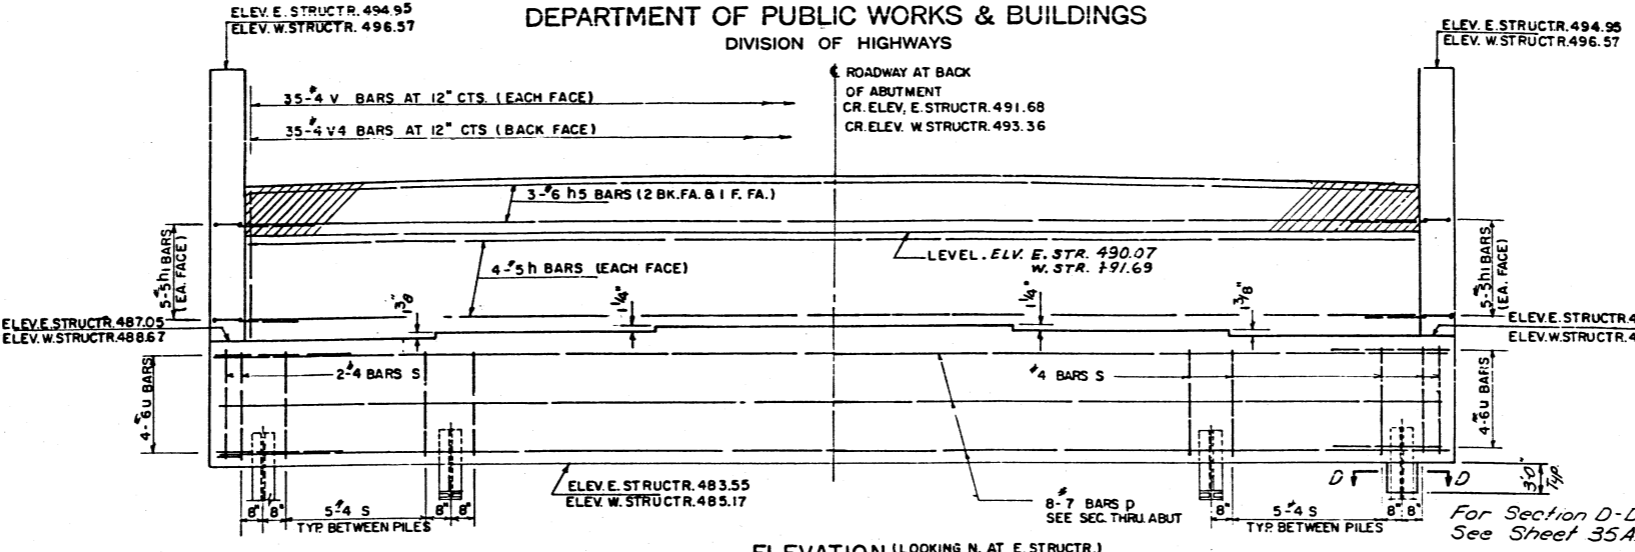 DEPARTMENT OF PUBLIC WORKS & BUILDINGS
DIVISION OF HIGHWAYS
ELEV. E. STRUCTR. 494.95
ELEV. W. STRUCTR. 496.57
ELEV. E. STRUCTR. 494.95
ELEV. W. STRUCTR. 496.57
℄ ROADWAY AT BACK
OF ABUTMENT
CR. ELEV. E. STRUCTR. 491.68
CR. ELEV. W. STRUCTR. 493.36
35-#4 V BARS AT 12" CTS. (EACH FACE)
35-#4 V4 BARS AT 12" CTS (BACK FACE)
3-#6 h5 BARS (2 BK. FA. & 1 F. FA.)
LEVEL. ELV. E. STR. 490.07
W. STR. 491.69
4-#5 h BARS (EACH FACE)
5-#5 h1 BARS
(EA. FACE)
5-#5 h1 BARS
(EA. FACE)
1 3/8"
1 1/4"
1 1/4"
1 3/8"
ELEV. E. STRUCTR. 487.05
ELEV. W. STRUCTR. 488.67
ELEV. E. STRUCTR. 4
ELEV. W. STRUCTR. 4
2-#4 BARS S
#4 BARS S
4-#6 U BARS
4-#6 U BARS
ELEV. E. STRUCTR. 483.55
ELEV. W. STRUCTR. 485.17
8-#7 BARS p
SEE SEC. THRU. ABUT
8" 8" 5-#4 S 8" 8"
TYP. BETWEEN PILES
8" 5-#4 S 8" 8"
TYP. BETWEEN PILES
D D
3'-0"
Typ.
For Section D-D
See Sheet 35A
ELEVATION (LOOKING N. AT E. STRUCTR.)